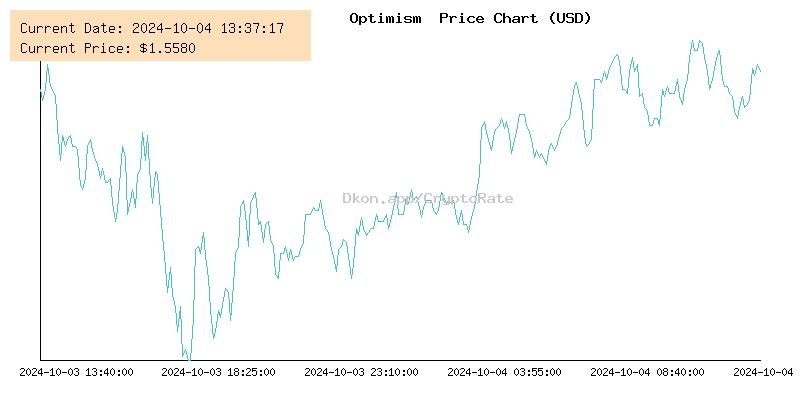 Optimism  Price Chart (USD)
Current Date: 2024-10-04 13:37:17
Current Price: $1.5580
Dkon.app/CryptoRate
2024-10-03 13:40:00 2024-10-03 18:25:00 2024-10-03 23:10:00 2024-10-04 03:55:00 2024-10-04 08:40:00 2024-10-04